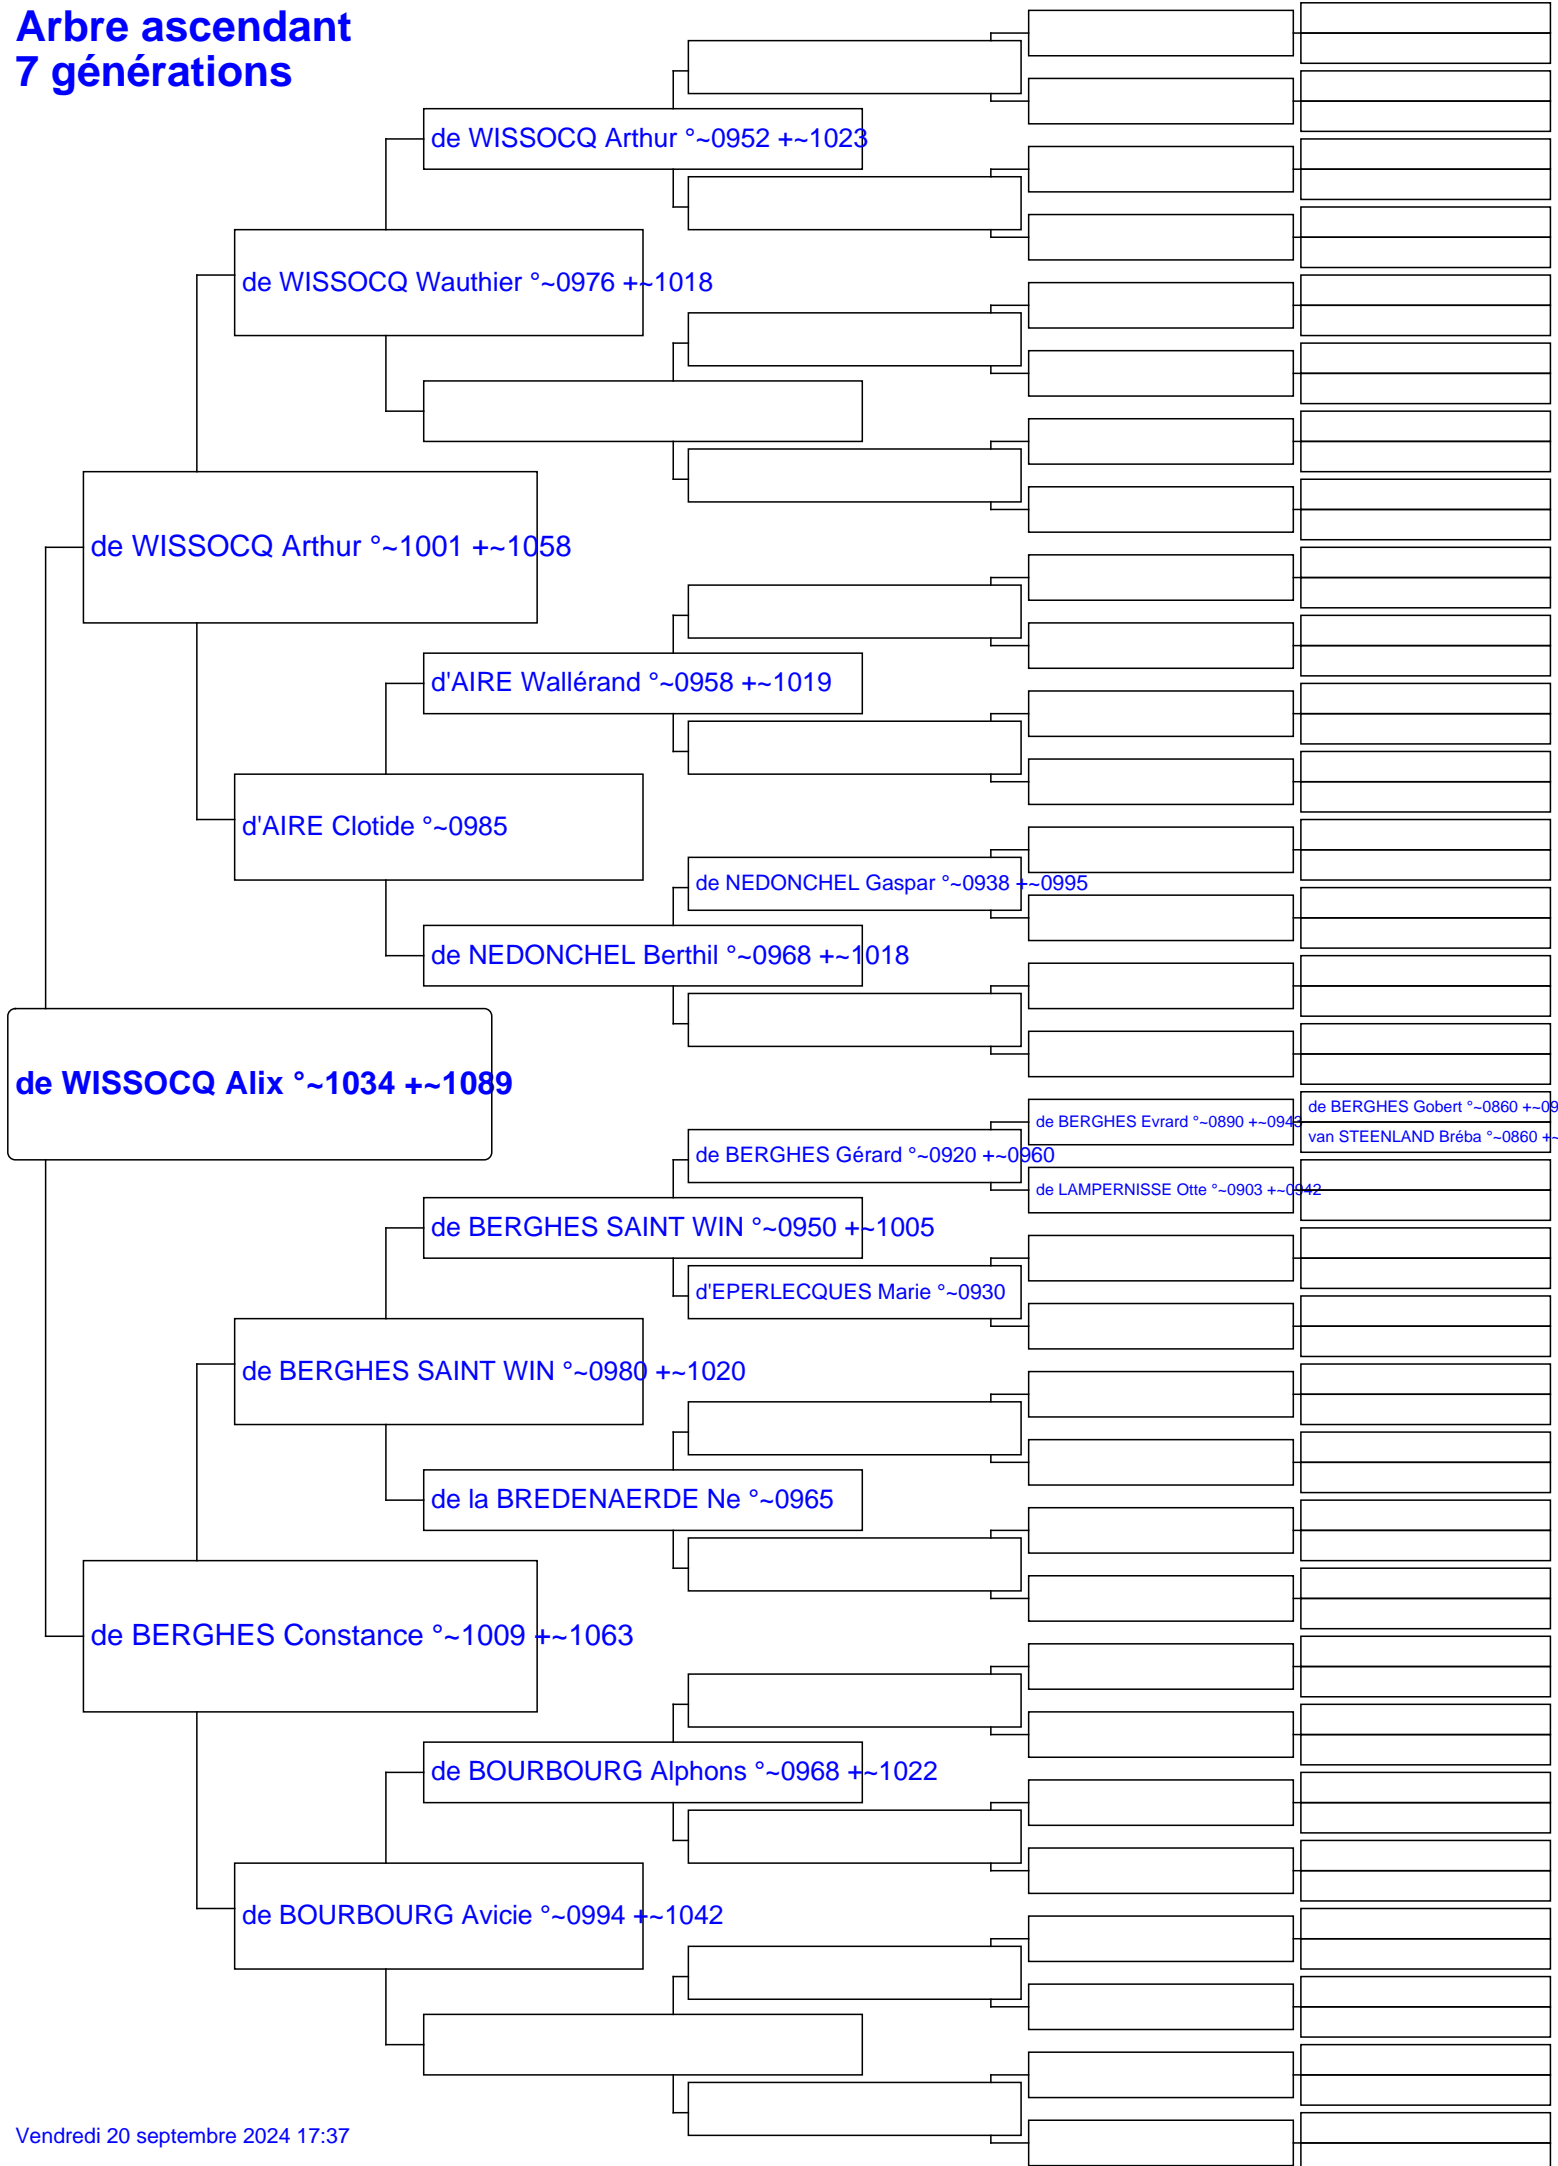 Arbre ascendant
7 générations
de WISSOCQ Arthur °~0952 +~1023
de WISSOCQ Wauthier °~0976 +~1018
de WISSOCQ Arthur °~1001 +~1058
d'AIRE Wallérand °~0958 +~1019
d'AIRE Clotide °~0985
de NEDONCHEL Gaspar °~0938 +~0995
de NEDONCHEL Berthil °~0968 +~1018
de WISSOCQ Alix °~1034 +~1089
de BERGHES Gobert °~0860 +~09
de BERGHES Evrard °~0890 +~0943
van STEENLAND Bréba °~0860 +~
de BERGHES Gérard °~0920 +~0960
de LAMPERNISSE Otte °~0903 +~0942
de BERGHES SAINT WIN °~0950 +~1005
d'EPERLECQUES Marie °~0930
de BERGHES SAINT WIN °~0980 +~1020
de la BREDENAERDE Ne °~0965
de BERGHES Constance °~1009 +~1063
de BOURBOURG Alphons °~0968 +~1022
de BOURBOURG Avicie °~0994 +~1042
Vendredi 20 septembre 2024 17:37